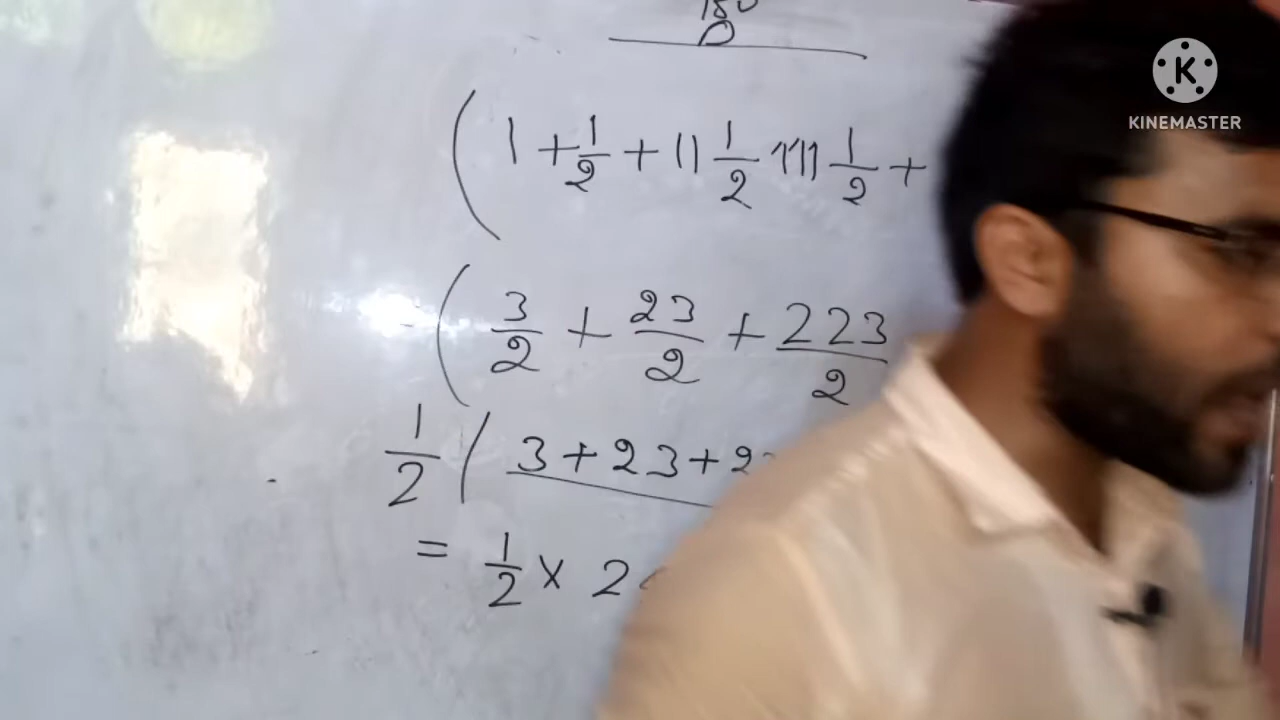 ( 1 + 1/2 + 11 1/2 111 1/2 +
( 3/2 + 23/2 + 223/2
1/2 ( 3 + 23 + 2
= 1/2 × 2
KINEMASTER